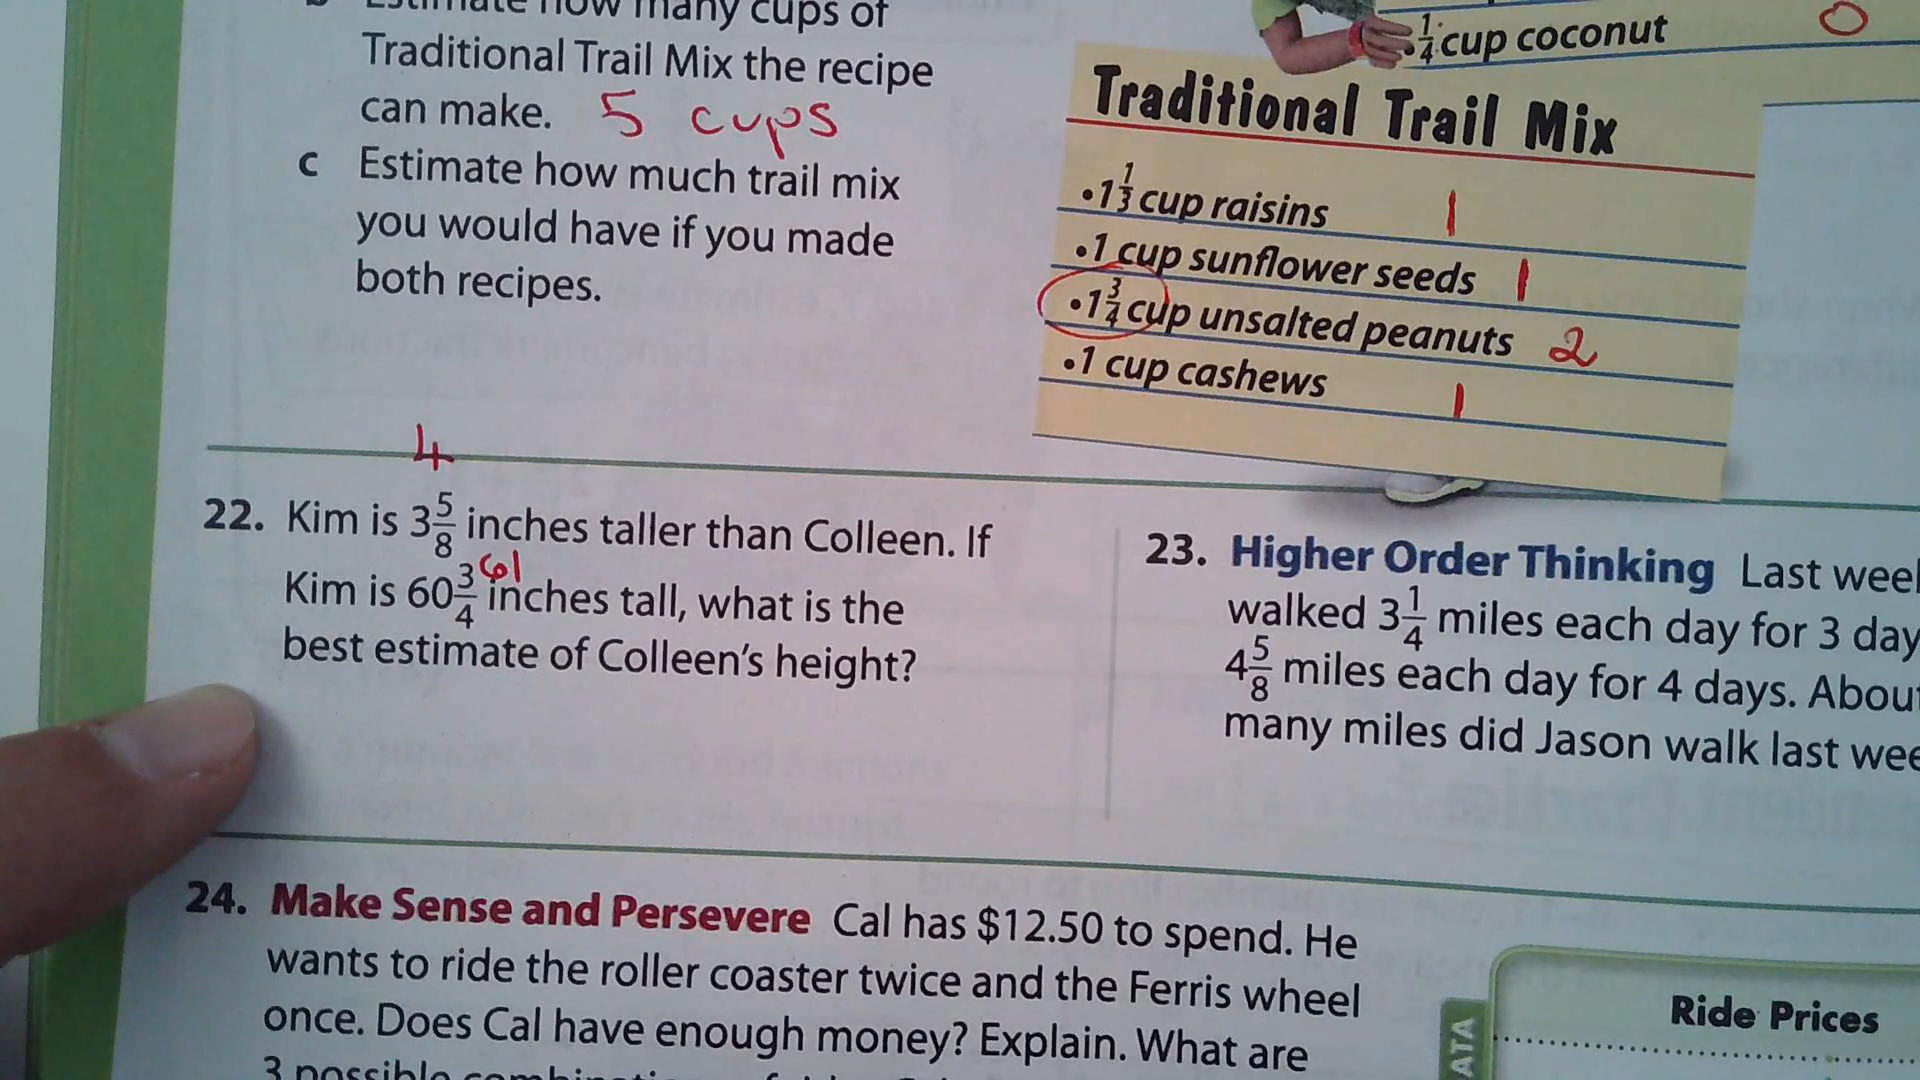 Estimate how many cups of
Traditional Trail Mix the recipe
can make. 5 cups
c Estimate how much trail mix
you would have if you made
both recipes.
•1/4 cup coconut 0
Traditional Trail Mix
•1 1/3 cup raisins 1
•1 cup sunflower seeds 1
•1 3/4 cup unsalted peanuts 2
•1 cup cashews 1
4
22. Kim is 3 5/8 inches taller than Colleen. If
61
Kim is 60 3/4 inches tall, what is the
best estimate of Colleen's height?
23. Higher Order Thinking Last
walked 3 1/4 miles each day for 3
4 5/8 miles each day for 4 days.
many miles did Jason walk last
24. Make Sense and Persevere Cal has $12.50 to spend. He
wants to ride the roller coaster twice and the Ferris wheel
once. Does Cal have enough money? Explain. What are
3 possible
Ride Prices